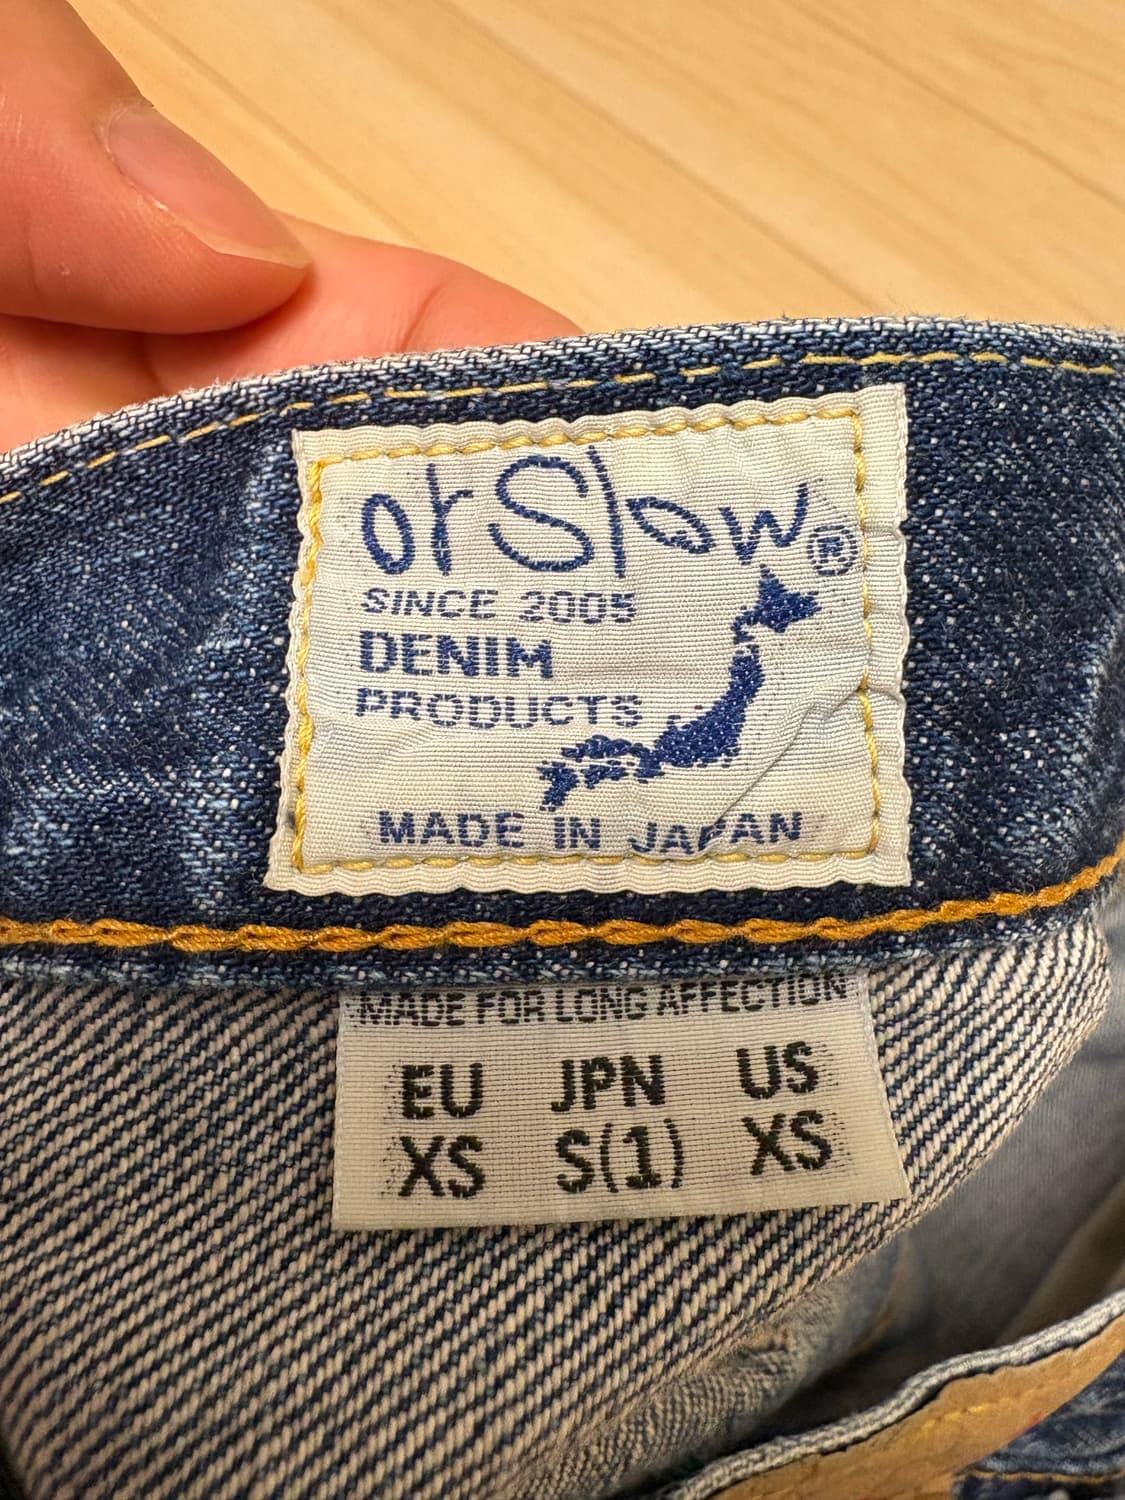 orSlow®
SINCE 2005
DENIM
PRODUCTS
MADE IN JAPAN
MADE FOR LONG AFFECTION
EU JPN US
XS S(1) XS